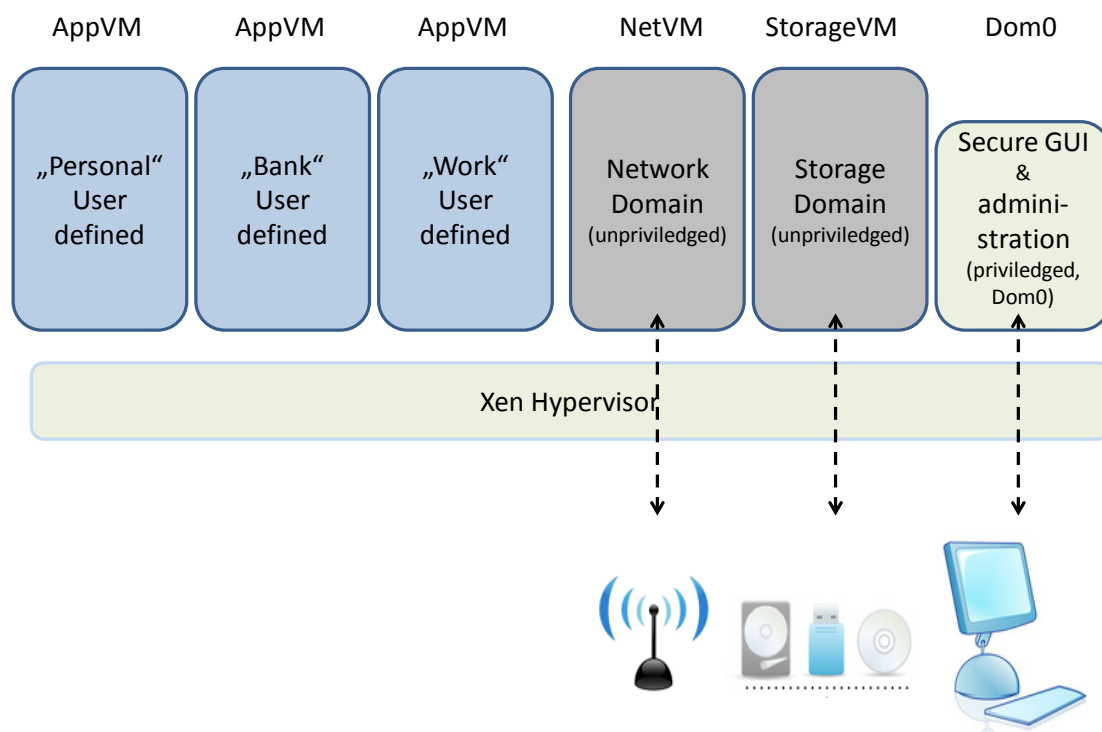 AppVM AppVM AppVM NetVM StorageVM Dom0
„Personal“
User
defined
„Bank“
User
defined
„Work“
User
defined
Network
Domain
(unpriviledged)
Storage
Domain
(unpriviledged)
Secure GUI
&
admini-
stration
(priviledged,
Dom0)
Xen Hypervisor